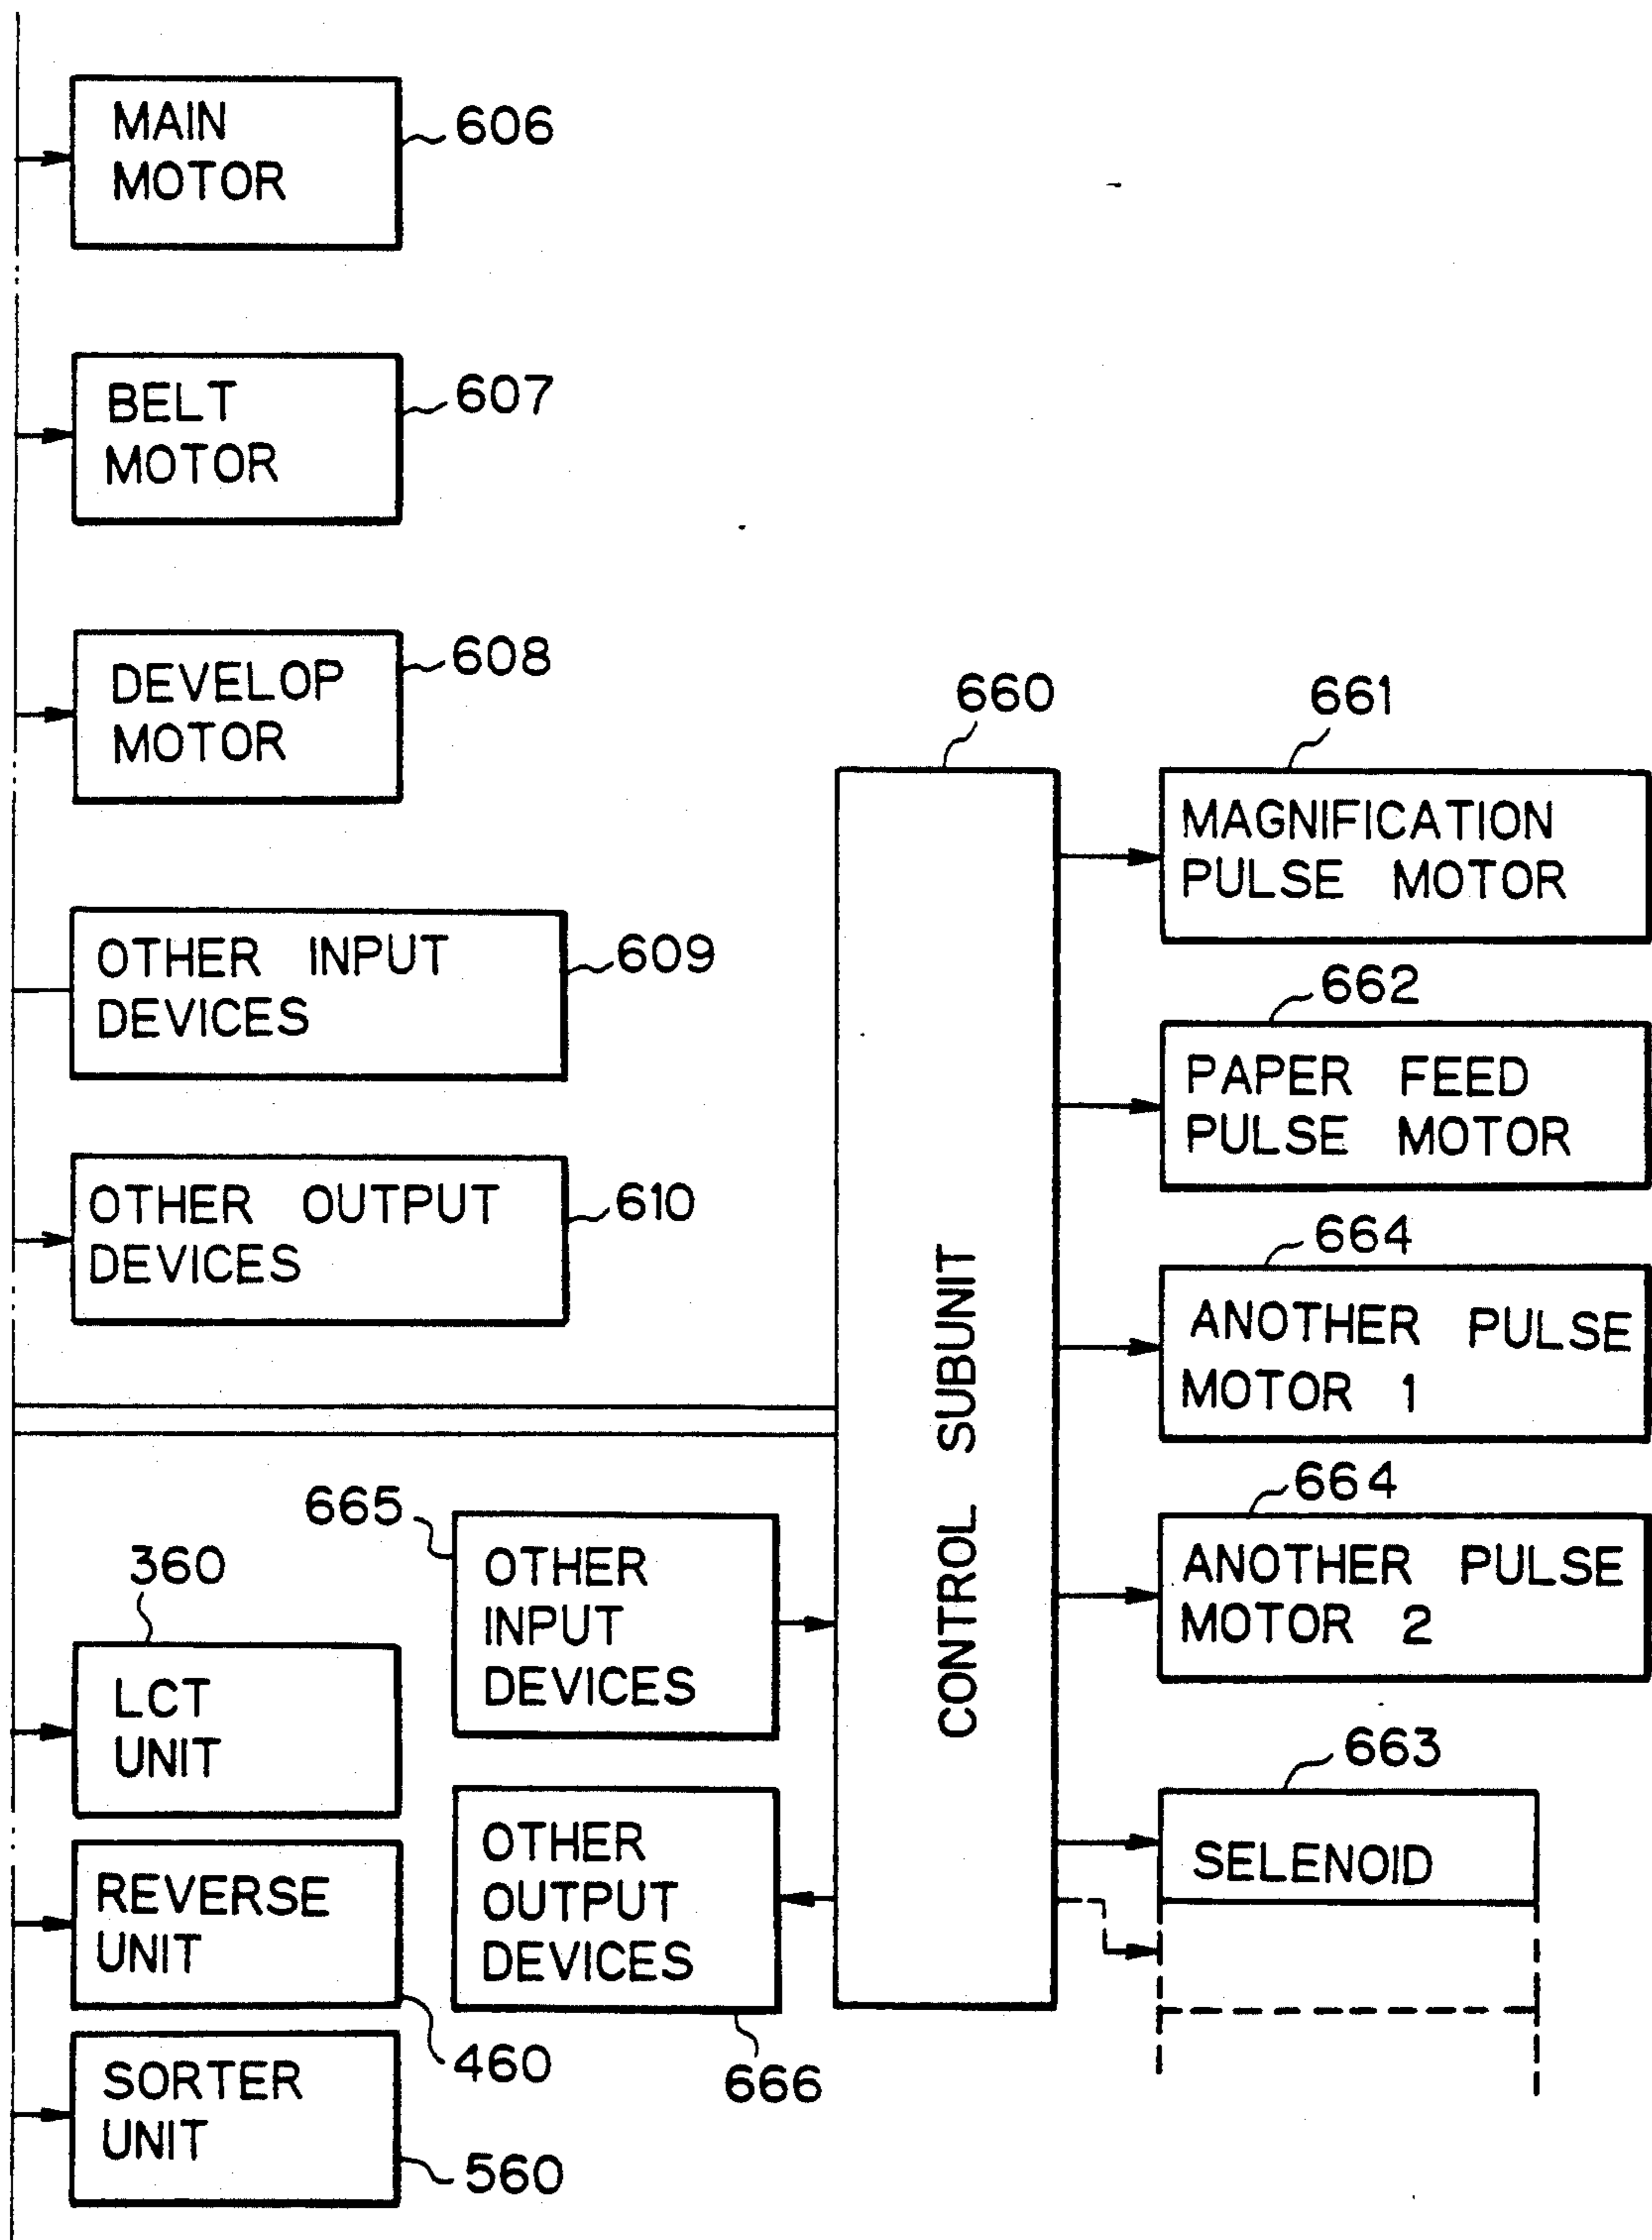 MAIN
MOTOR
606
BELT
MOTOR
607
DEVELOP
MOTOR
608
OTHER INPUT
DEVICES
609
OTHER OUTPUT
DEVICES
610
660
CONTROL SUBUNIT
661
MAGNIFICATION
PULSE MOTOR
662
PAPER FEED
PULSE MOTOR
664
ANOTHER PULSE
MOTOR 1
664
ANOTHER PULSE
MOTOR 2
663
SELENOID
665
OTHER
INPUT
DEVICES
OTHER
OUTPUT
DEVICES
666
360
LCT
UNIT
REVERSE
UNIT
460
SORTER
UNIT
560